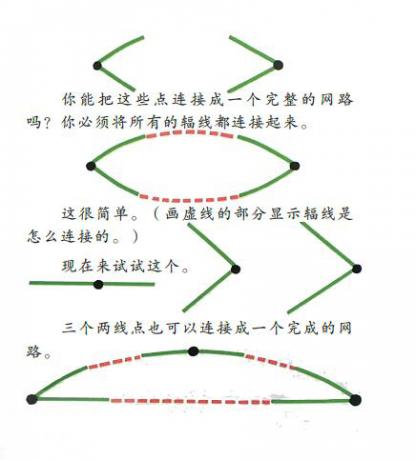 你能把这些点连接成一个完整的网路
吗？你必须将所有的辐线都连接起来。
这很简单。（画虚线的部分显示辐线是
怎么连接的。）
现在来试试这个。
三个两线点也可以连接成一个完成的网
路。